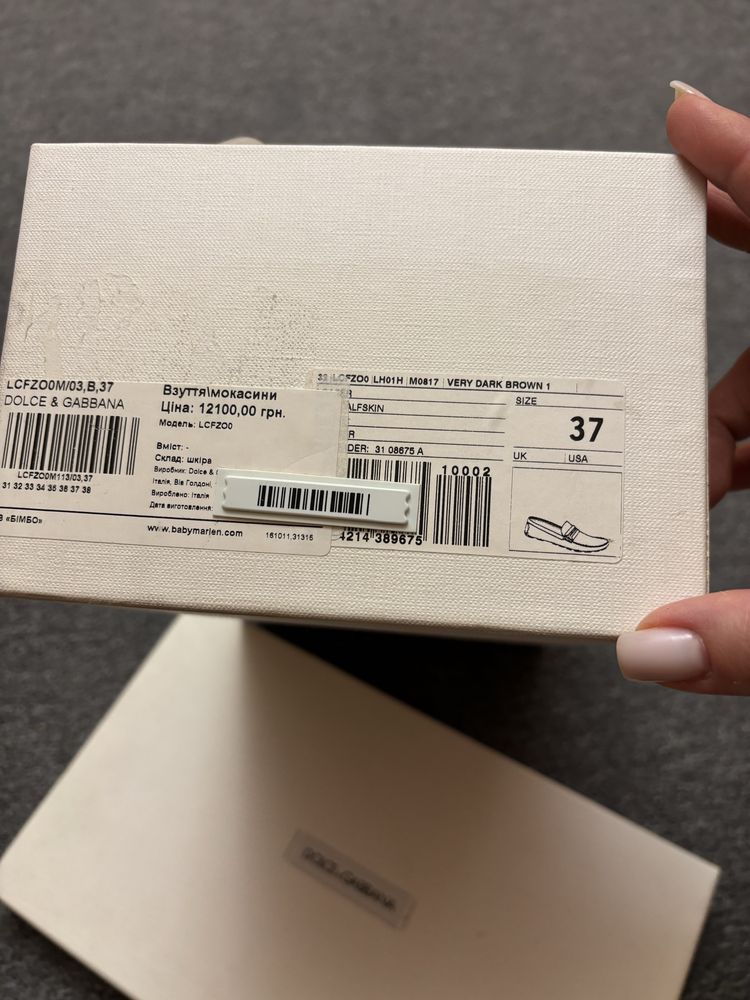 LCFZO0M/03,B,37
DOLCE & GABBANA
LCFZO0M113/03,37
31 32 33 34 35 36 37 38
«БІМБО»
Взуття\мокасини
Ціна: 12100,00 грн.
Модель: LCFZO0
Вміст: -
Склад: шкіра
Виробник: Dolce &
Італія, Віа Голдоні,
Вироблено: Італія
Дата виготовлення:
www.babymarlen.com
161011,31316
LCFZO0 LH01H M0817 VERY DARK BROWN 1
ALFSKIN
R
DER: 31 08675 A
10002
4214 389675
SIZE
37
UK USA
DOLCE & GABBANA